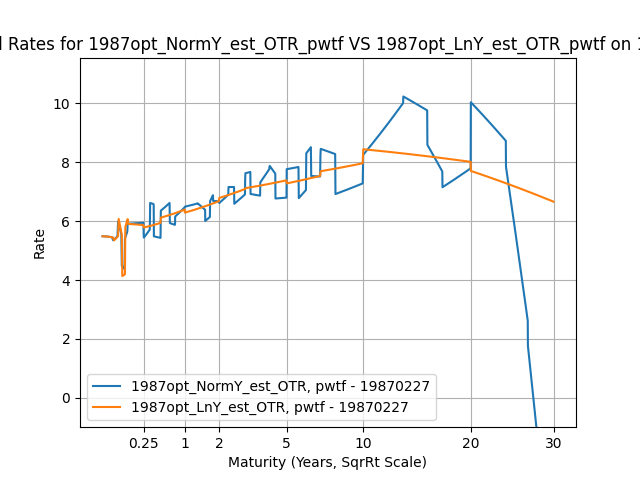 Rates for 1987opt_NormY_est_OTR_pwtf VS 1987opt_LnY_est_OTR_pwtf on
Rate
10
8
6
4
2
0
1987opt_NormY_est_OTR, pwtf - 19870227
1987opt_LnY_est_OTR, pwtf - 19870227
0.25 1 2 5 10 20 30
Maturity (Years, SqrRt Scale)